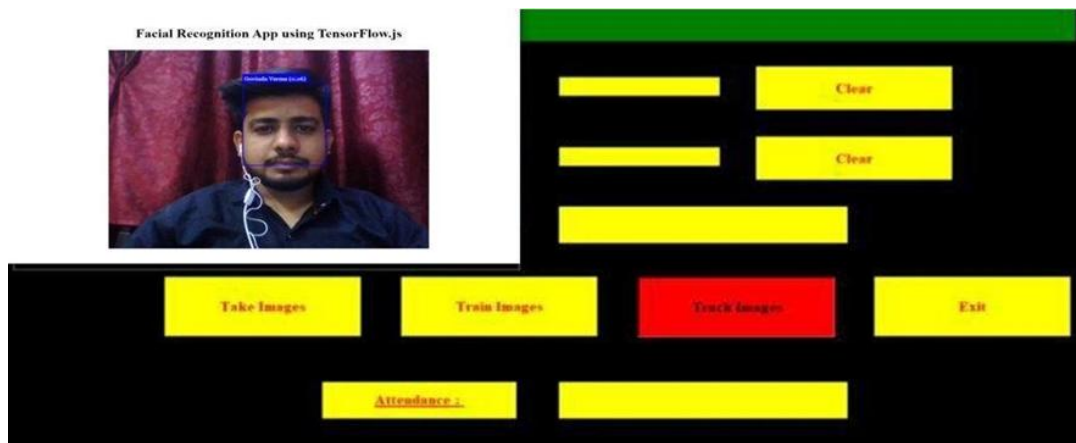 Facial Recognition App using TensorFlow.js
Clear
Clear
Take Images
Train Images
Track Images
Exit
Attendance :